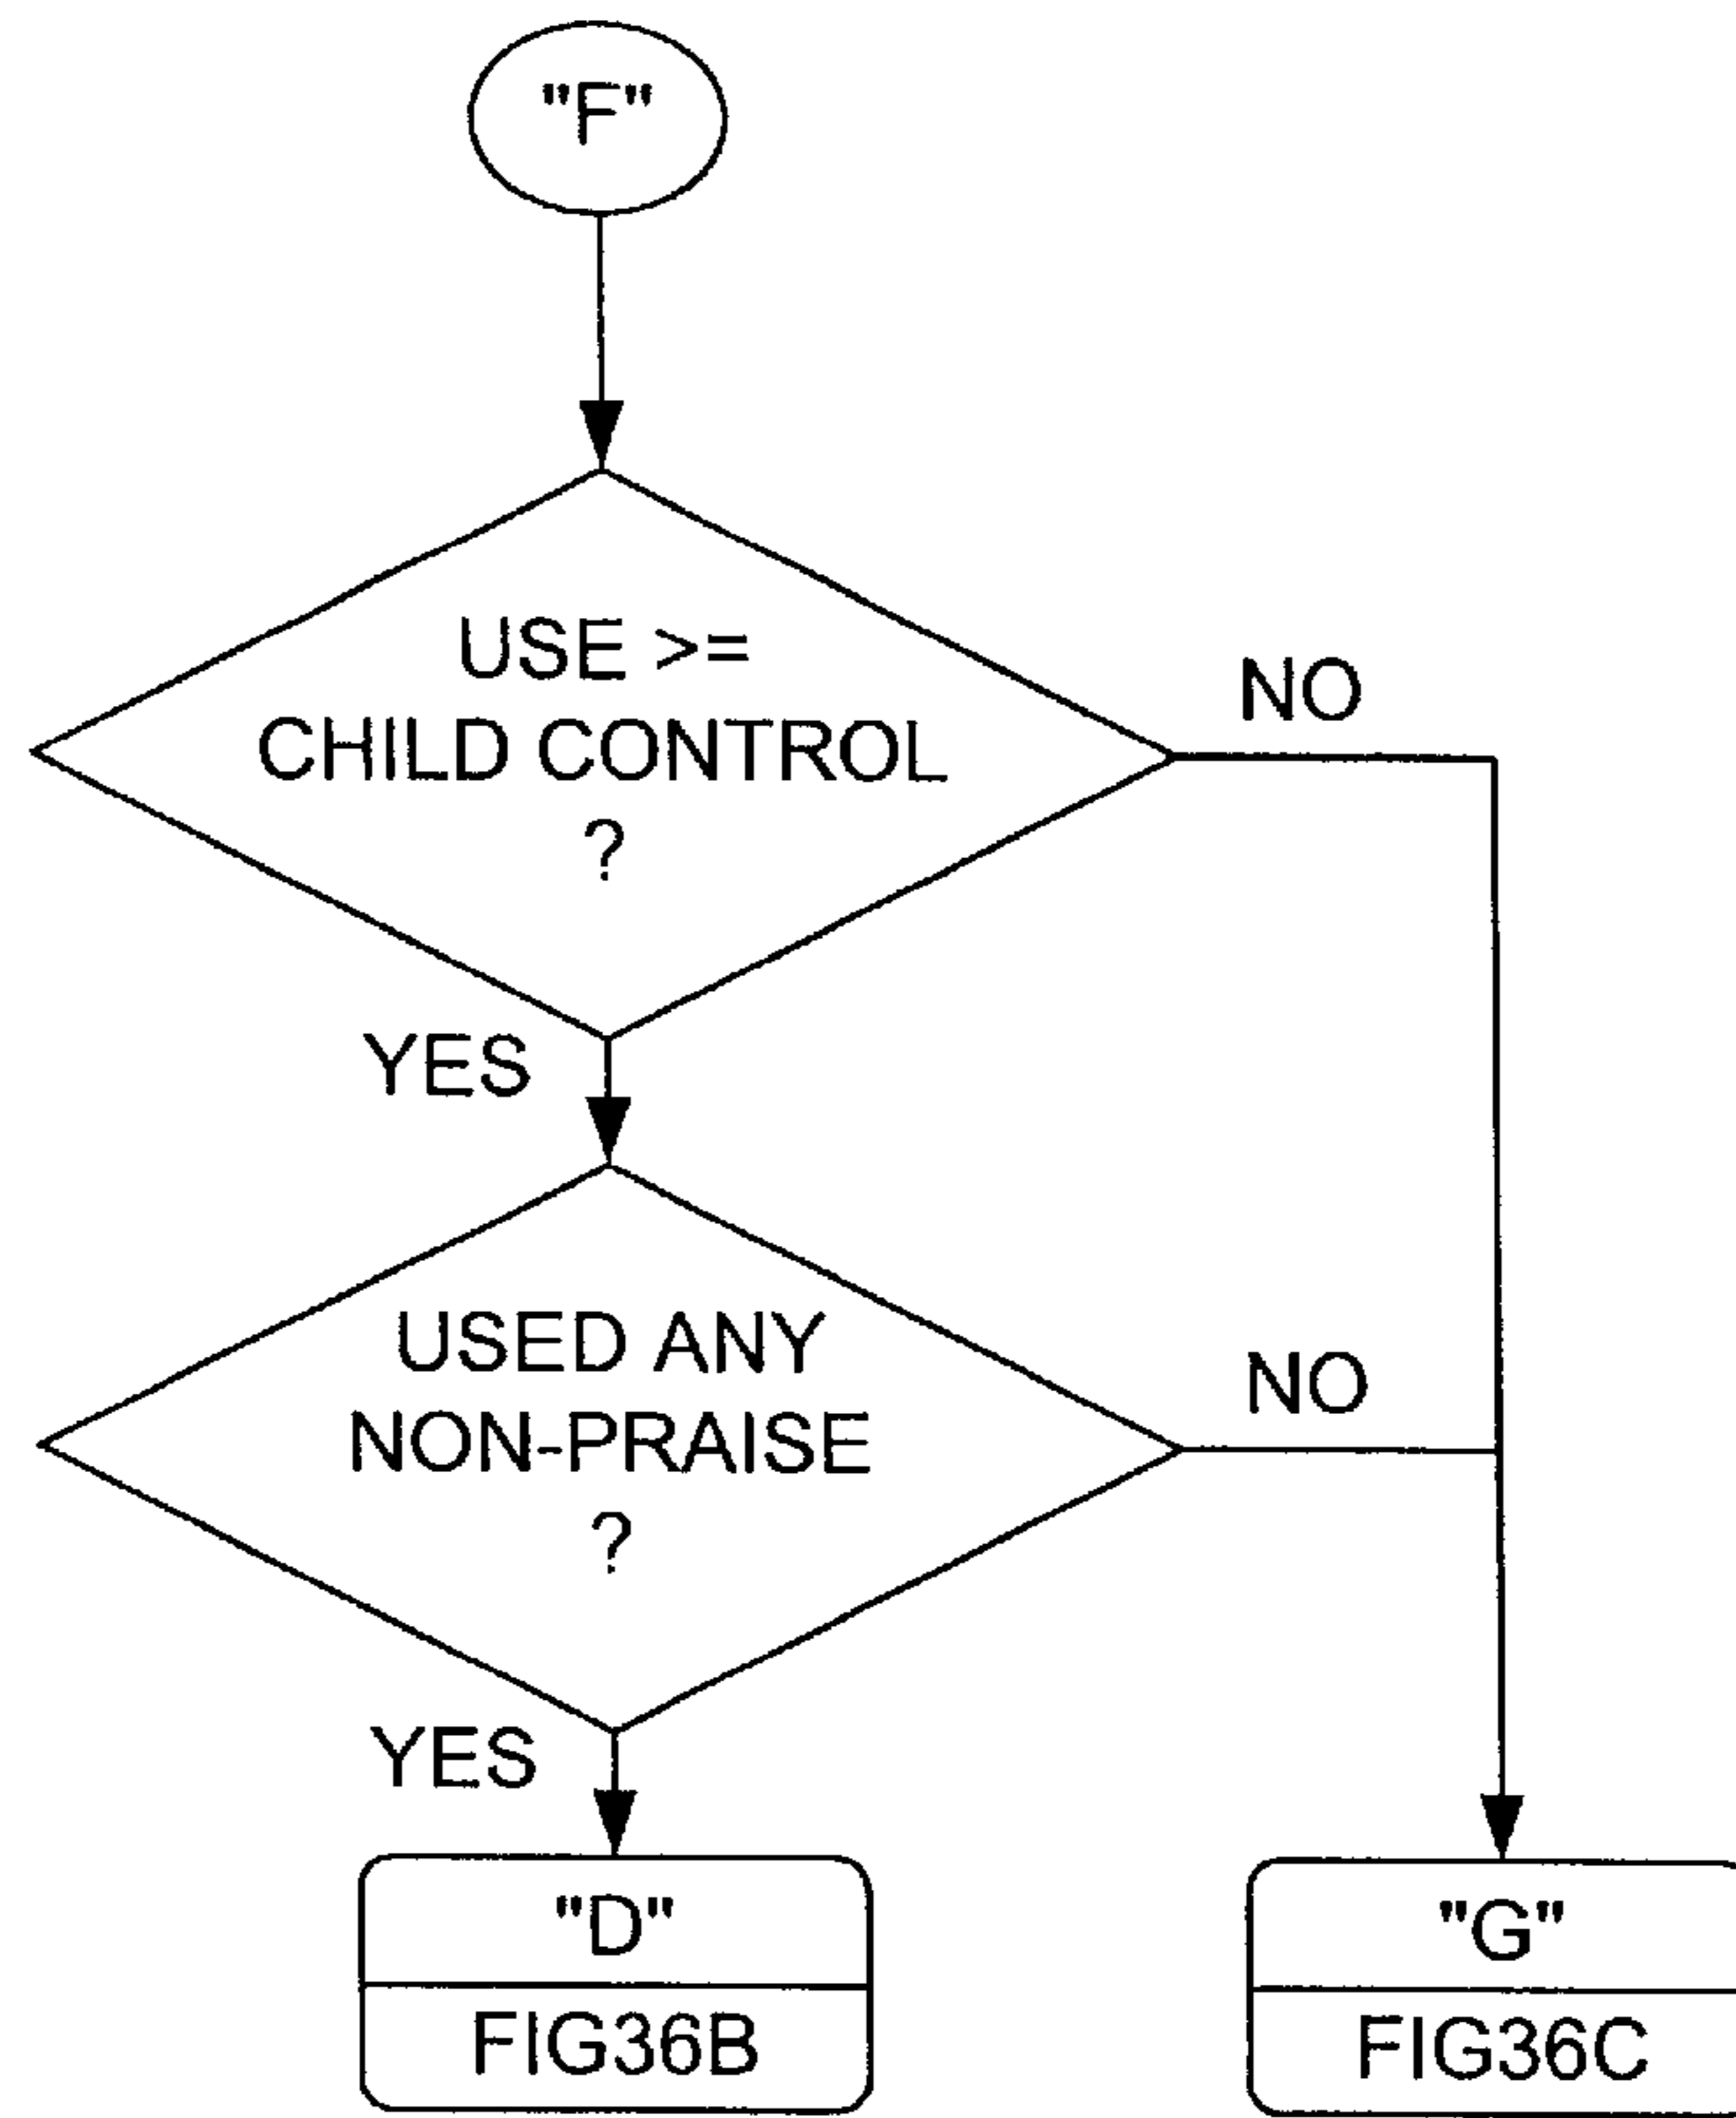 "F"
USE >=
CHILD CONTROL
?
NO
YES
USED ANY
NON-PRAISE
?
NO
YES
"D"
FIG36B
"G"
FIG36C